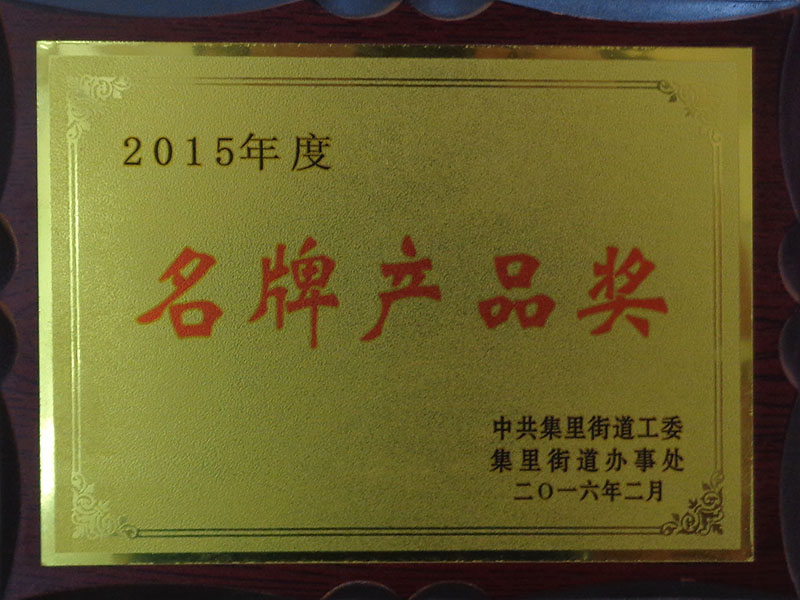 2015年度
名牌产品奖
中共集里街道工委
集里街道办事处
二〇一六年二月